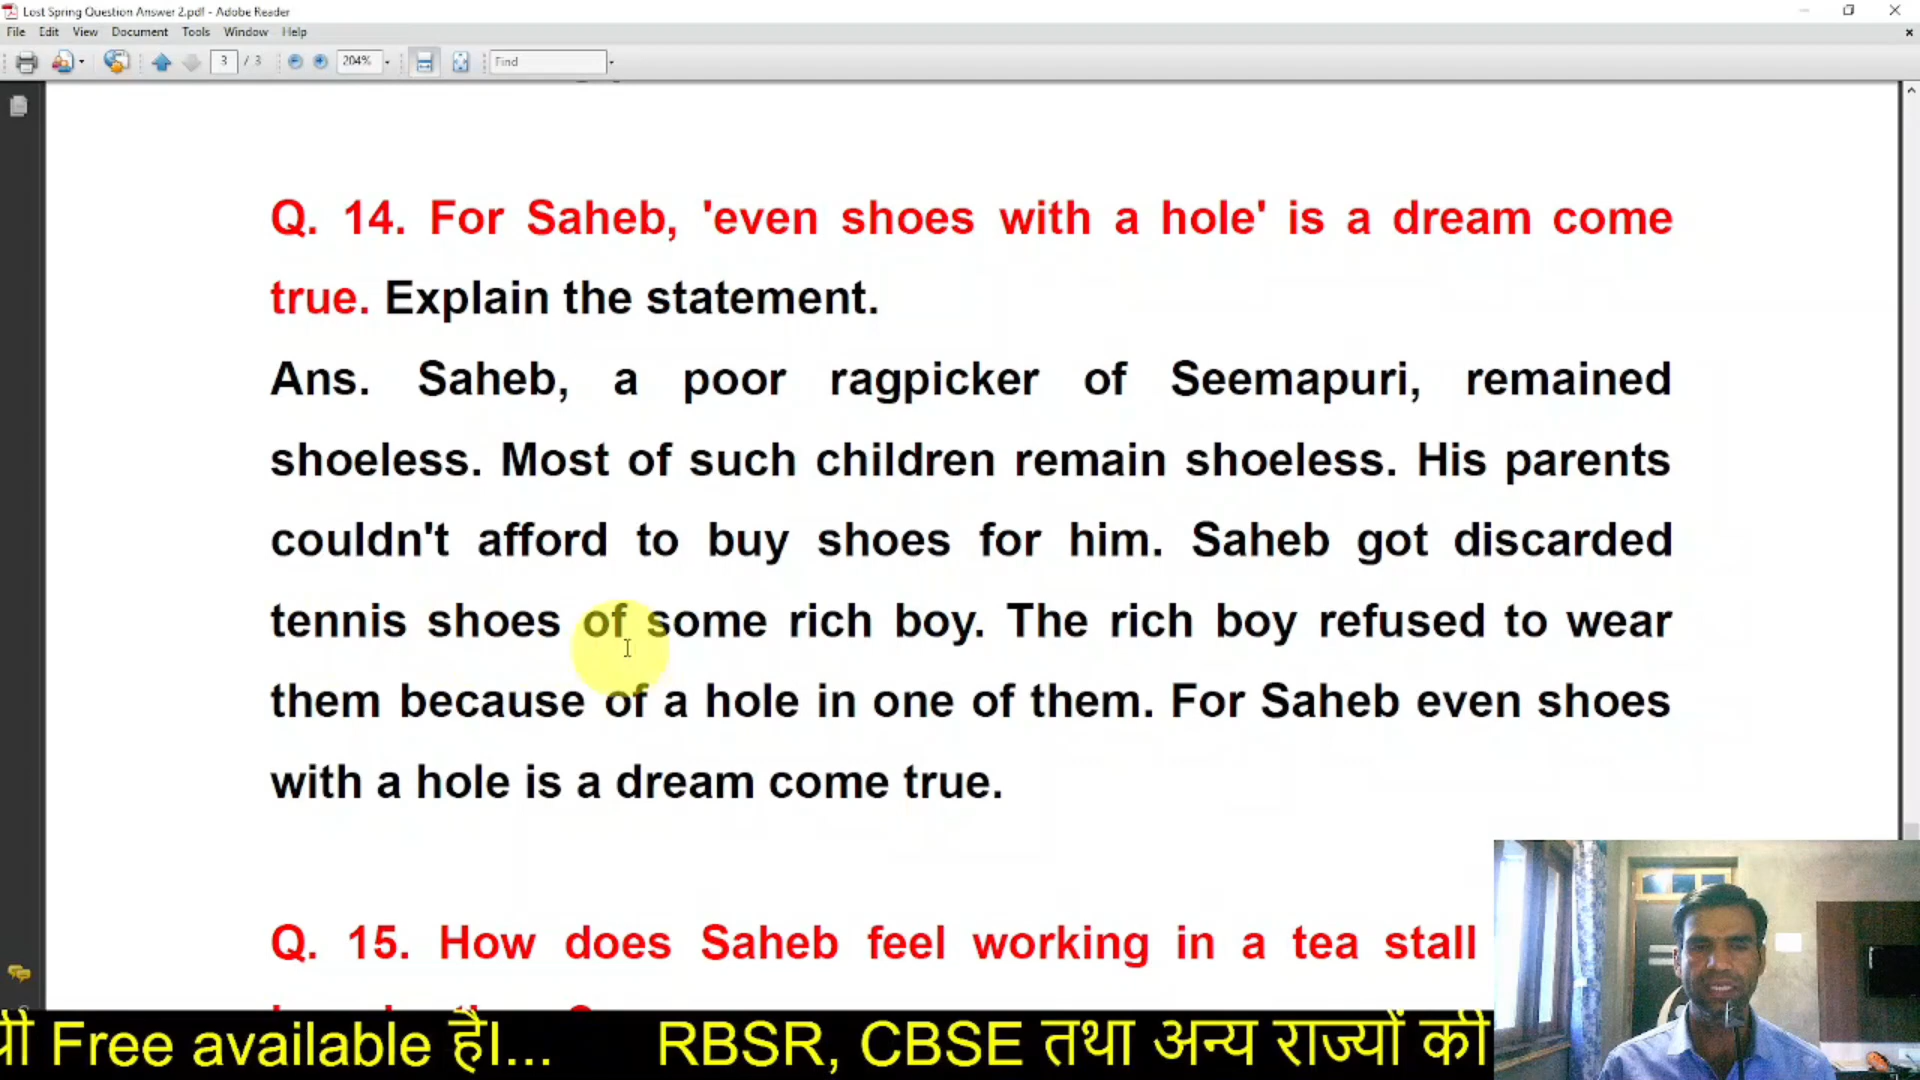 Lost Spring Question Answer 2.pdf - Adobe Reader
File Edit View Document Tools Window Help
3 / 3 204% Find
Q. 14. For Saheb, 'even shoes with a hole' is a dream come
true. Explain the statement.
Ans. Saheb, a poor ragpicker of Seemapuri, remained
shoeless. Most of such children remain shoeless. His parents
couldn't afford to buy shoes for him. Saheb got discarded
tennis shoes of some rich boy. The rich boy refused to wear
them because of a hole in one of them. For Saheb even shoes
with a hole is a dream come true.
Q. 15. How does Saheb feel working in a tea stall
Free available है।... RBSR, CBSE तथा अन्य राज्यों की